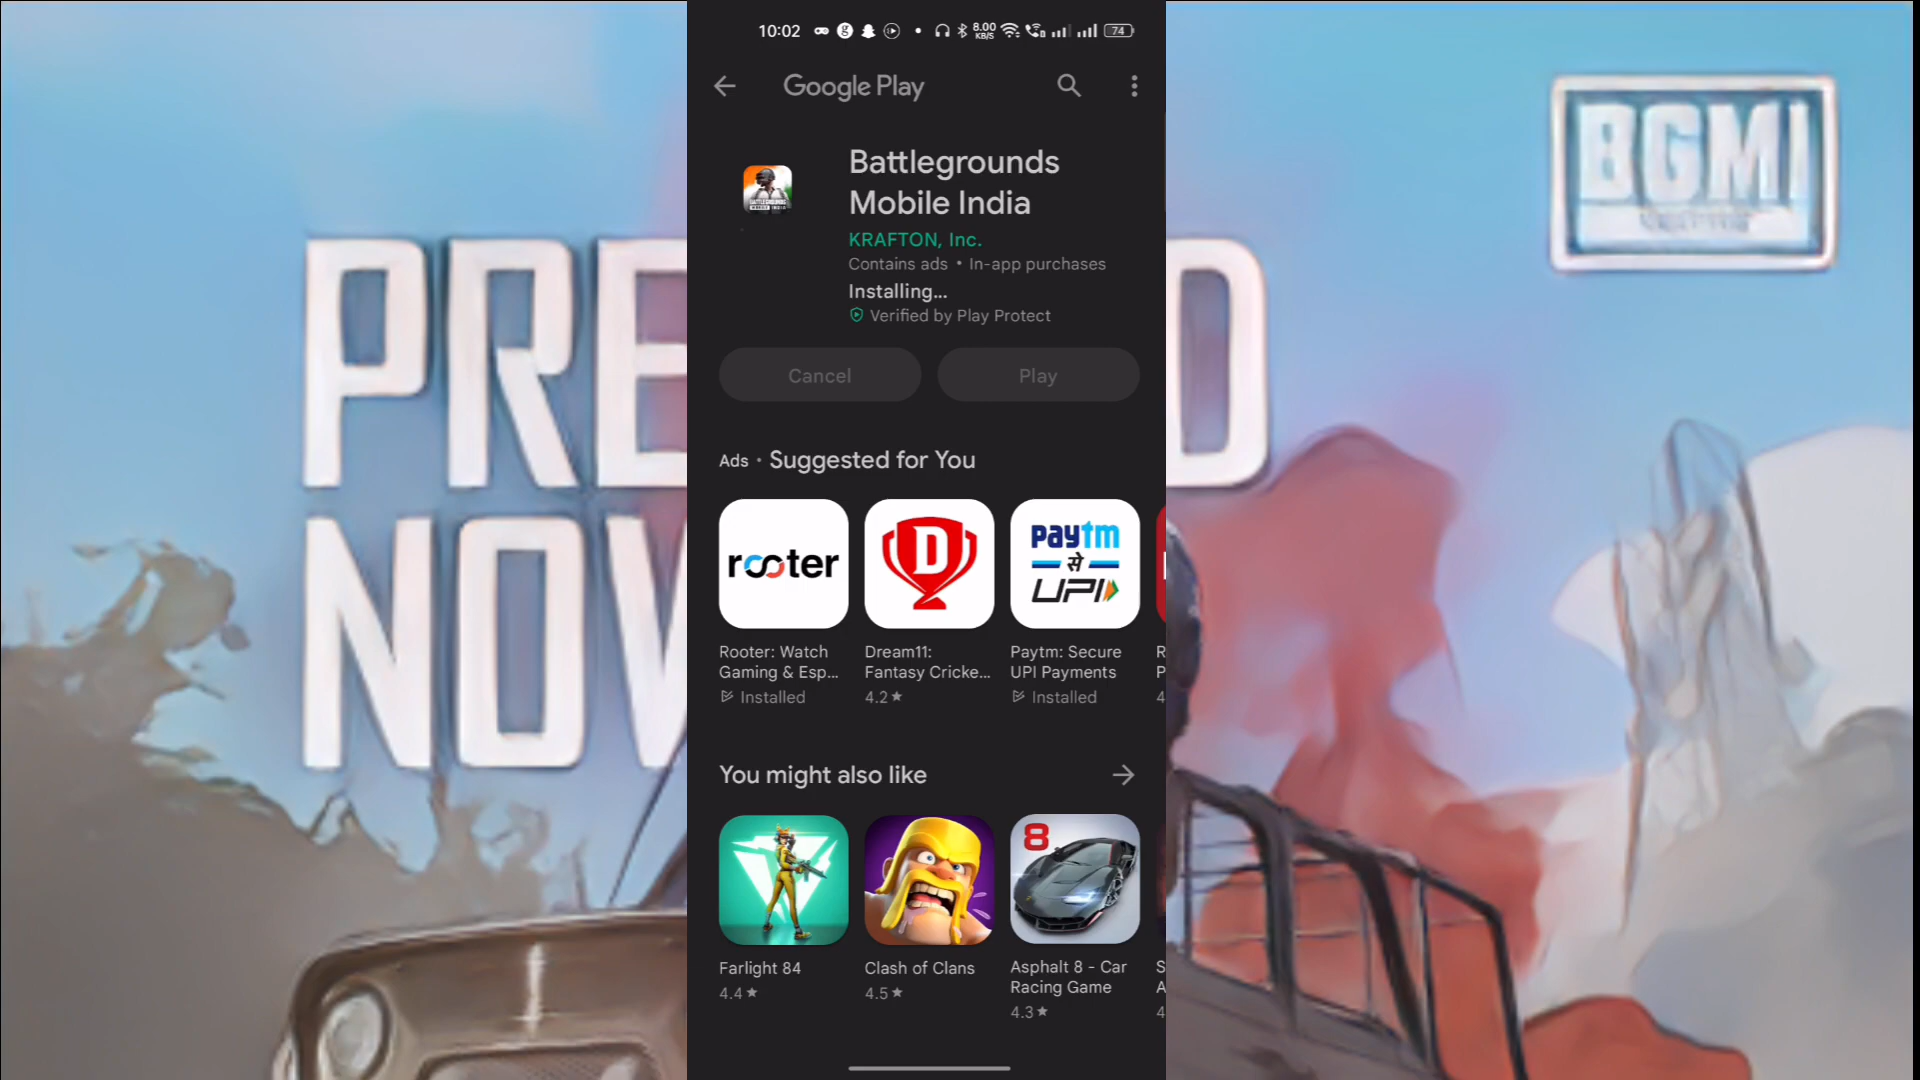 10:02
8.00
KB/S
74
Google Play
Battlegrounds
Mobile India
KRAFTON, Inc.
Contains ads • In-app purchases
Installing...
Verified by Play Protect
Cancel
Play
Ads • Suggested for You
rooter
D
paytm
से
UPI
Rooter: Watch
Gaming & Esp...
Installed
Dream11:
Fantasy Cricke...
4.2★
Paytm: Secure
UPI Payments
Installed
You might also like
8
Farlight 84
4.4★
Clash of Clans
4.5★
Asphalt 8 - Car
Racing Game
4.3★
PRE
NOW
BGMI